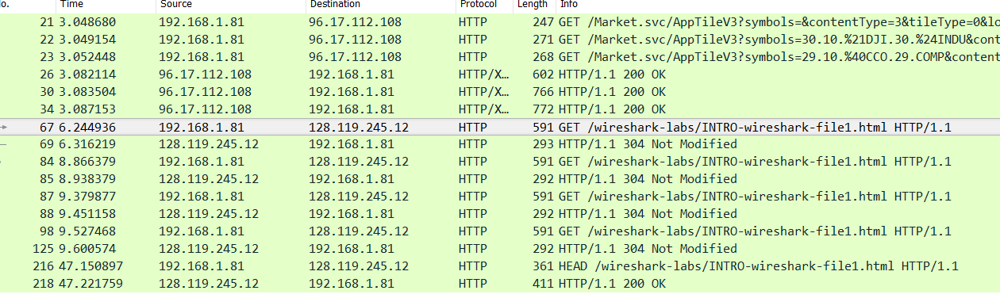 o. Time Source Destination Protocol Length Info
21 3.048680 192.168.1.81 96.17.112.108 HTTP 247 GET /Market.svc/AppTileV3?symbols=&contentType=3&tileType=0&lo
22 3.049154 192.168.1.81 96.17.112.108 HTTP 271 GET /Market.svc/AppTileV3?symbols=30.10.%21DJI.30.%24INDU&cont
23 3.052448 192.168.1.81 96.17.112.108 HTTP 268 GET /Market.svc/AppTileV3?symbols=29.10.%40CCO.29.COMP&content
26 3.082114 96.17.112.108 192.168.1.81 HTTP/X… 602 HTTP/1.1 200 OK
30 3.083504 96.17.112.108 192.168.1.81 HTTP/X… 766 HTTP/1.1 200 OK
34 3.087153 96.17.112.108 192.168.1.81 HTTP/X… 772 HTTP/1.1 200 OK
67 6.244936 192.168.1.81 128.119.245.12 HTTP 591 GET /wireshark-labs/INTRO-wireshark-file1.html HTTP/1.1
69 6.316219 128.119.245.12 192.168.1.81 HTTP 293 HTTP/1.1 304 Not Modified
84 8.866379 192.168.1.81 128.119.245.12 HTTP 591 GET /wireshark-labs/INTRO-wireshark-file1.html HTTP/1.1
85 8.938379 128.119.245.12 192.168.1.81 HTTP 292 HTTP/1.1 304 Not Modified
87 9.379877 192.168.1.81 128.119.245.12 HTTP 591 GET /wireshark-labs/INTRO-wireshark-file1.html HTTP/1.1
88 9.451158 128.119.245.12 192.168.1.81 HTTP 292 HTTP/1.1 304 Not Modified
98 9.527468 192.168.1.81 128.119.245.12 HTTP 591 GET /wireshark-labs/INTRO-wireshark-file1.html HTTP/1.1
125 9.600574 128.119.245.12 192.168.1.81 HTTP 292 HTTP/1.1 304 Not Modified
216 47.150897 192.168.1.81 128.119.245.12 HTTP 361 HEAD /wireshark-labs/INTRO-wireshark-file1.html HTTP/1.1
218 47.221759 128.119.245.12 192.168.1.81 HTTP 411 HTTP/1.1 200 OK